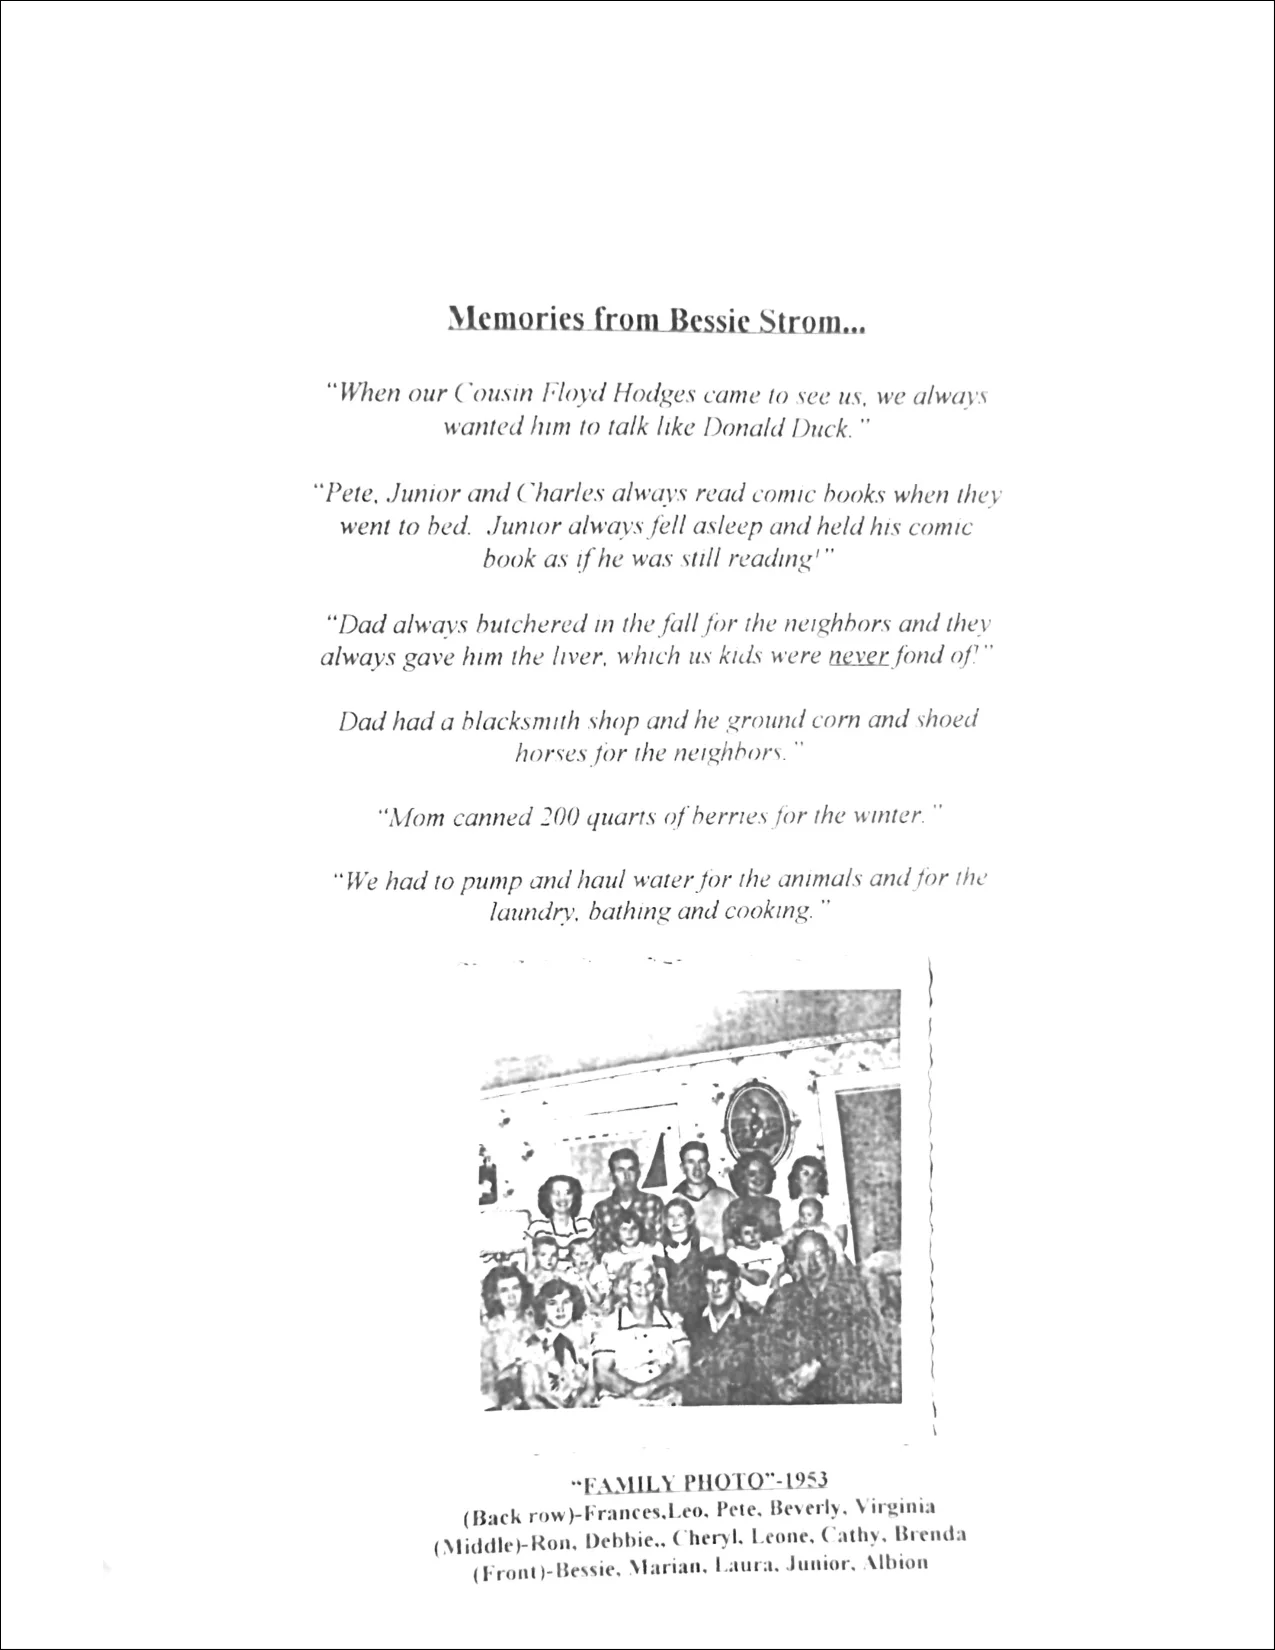 Memories from Bessie Strom...
“When our Cousin Floyd Hodges came to see us, we always
wanted him to talk like Donald Duck.”
“Pete, Junior and Charles always read comic books when they
went to bed. Junior always fell asleep and held his comic
book as if he was still reading!”
“Dad always butchered in the fall for the neighbors and they
always gave him the liver, which us kids were never fond of!”
Dad had a blacksmith shop and he ground corn and shoed
horses for the neighbors.”
“Mom canned 200 quarts of berries for the winter.”
“We had to pump and haul water for the animals and for the
laundry, bathing and cooking.”
“FAMILY PHOTO”-1953
(Back row)-Frances,Leo, Pete, Beverly, Virginia
(Middle)-Ron, Debbie,, Cheryl, Leone, Cathy, Brenda
(Front)-Bessie, Marian, Laura, Junior, Albion